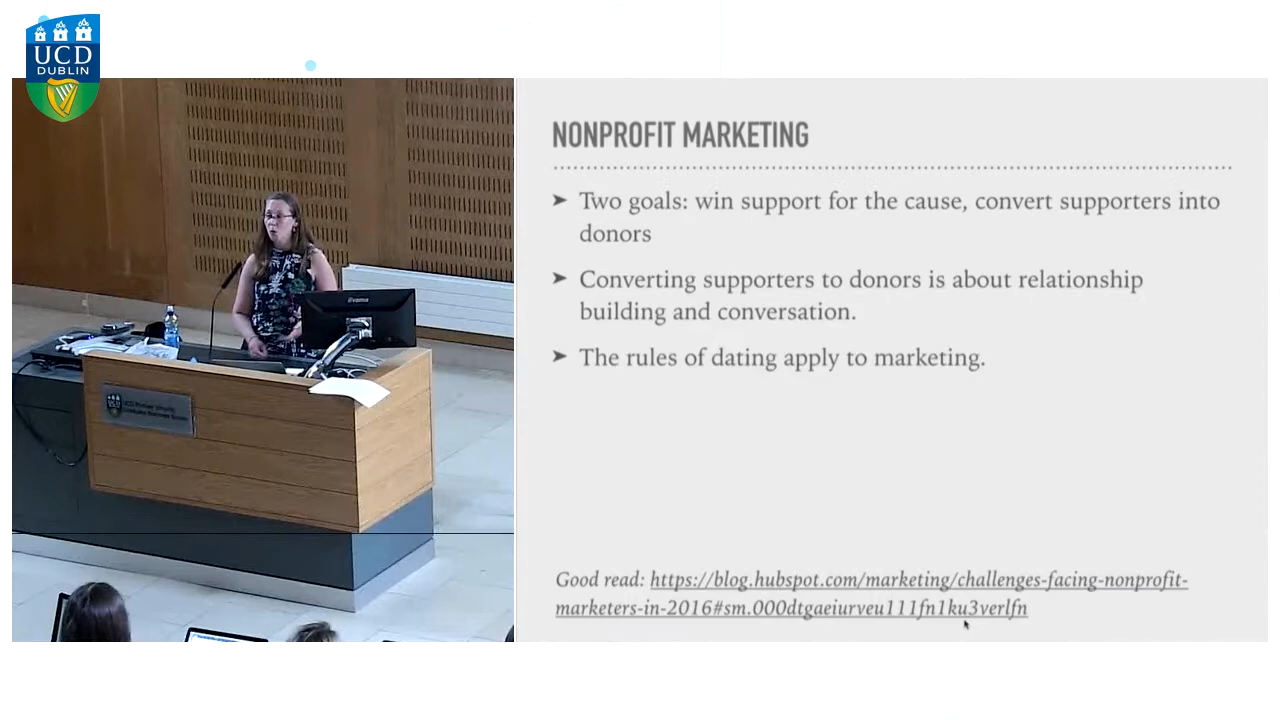 UCD
DUBLIN
NONPROFIT MARKETING
➤ Two goals: win support for the cause, convert supporters into
donors
➤ Converting supporters to donors is about relationship
building and conversation.
➤ The rules of dating apply to marketing.
Good read: https://blog.hubspot.com/marketing/challenges-facing-nonprofit-
marketers-in-2016#sm.000dtgaeiurveu111fn1ku3verlfn
iiyama
UCD